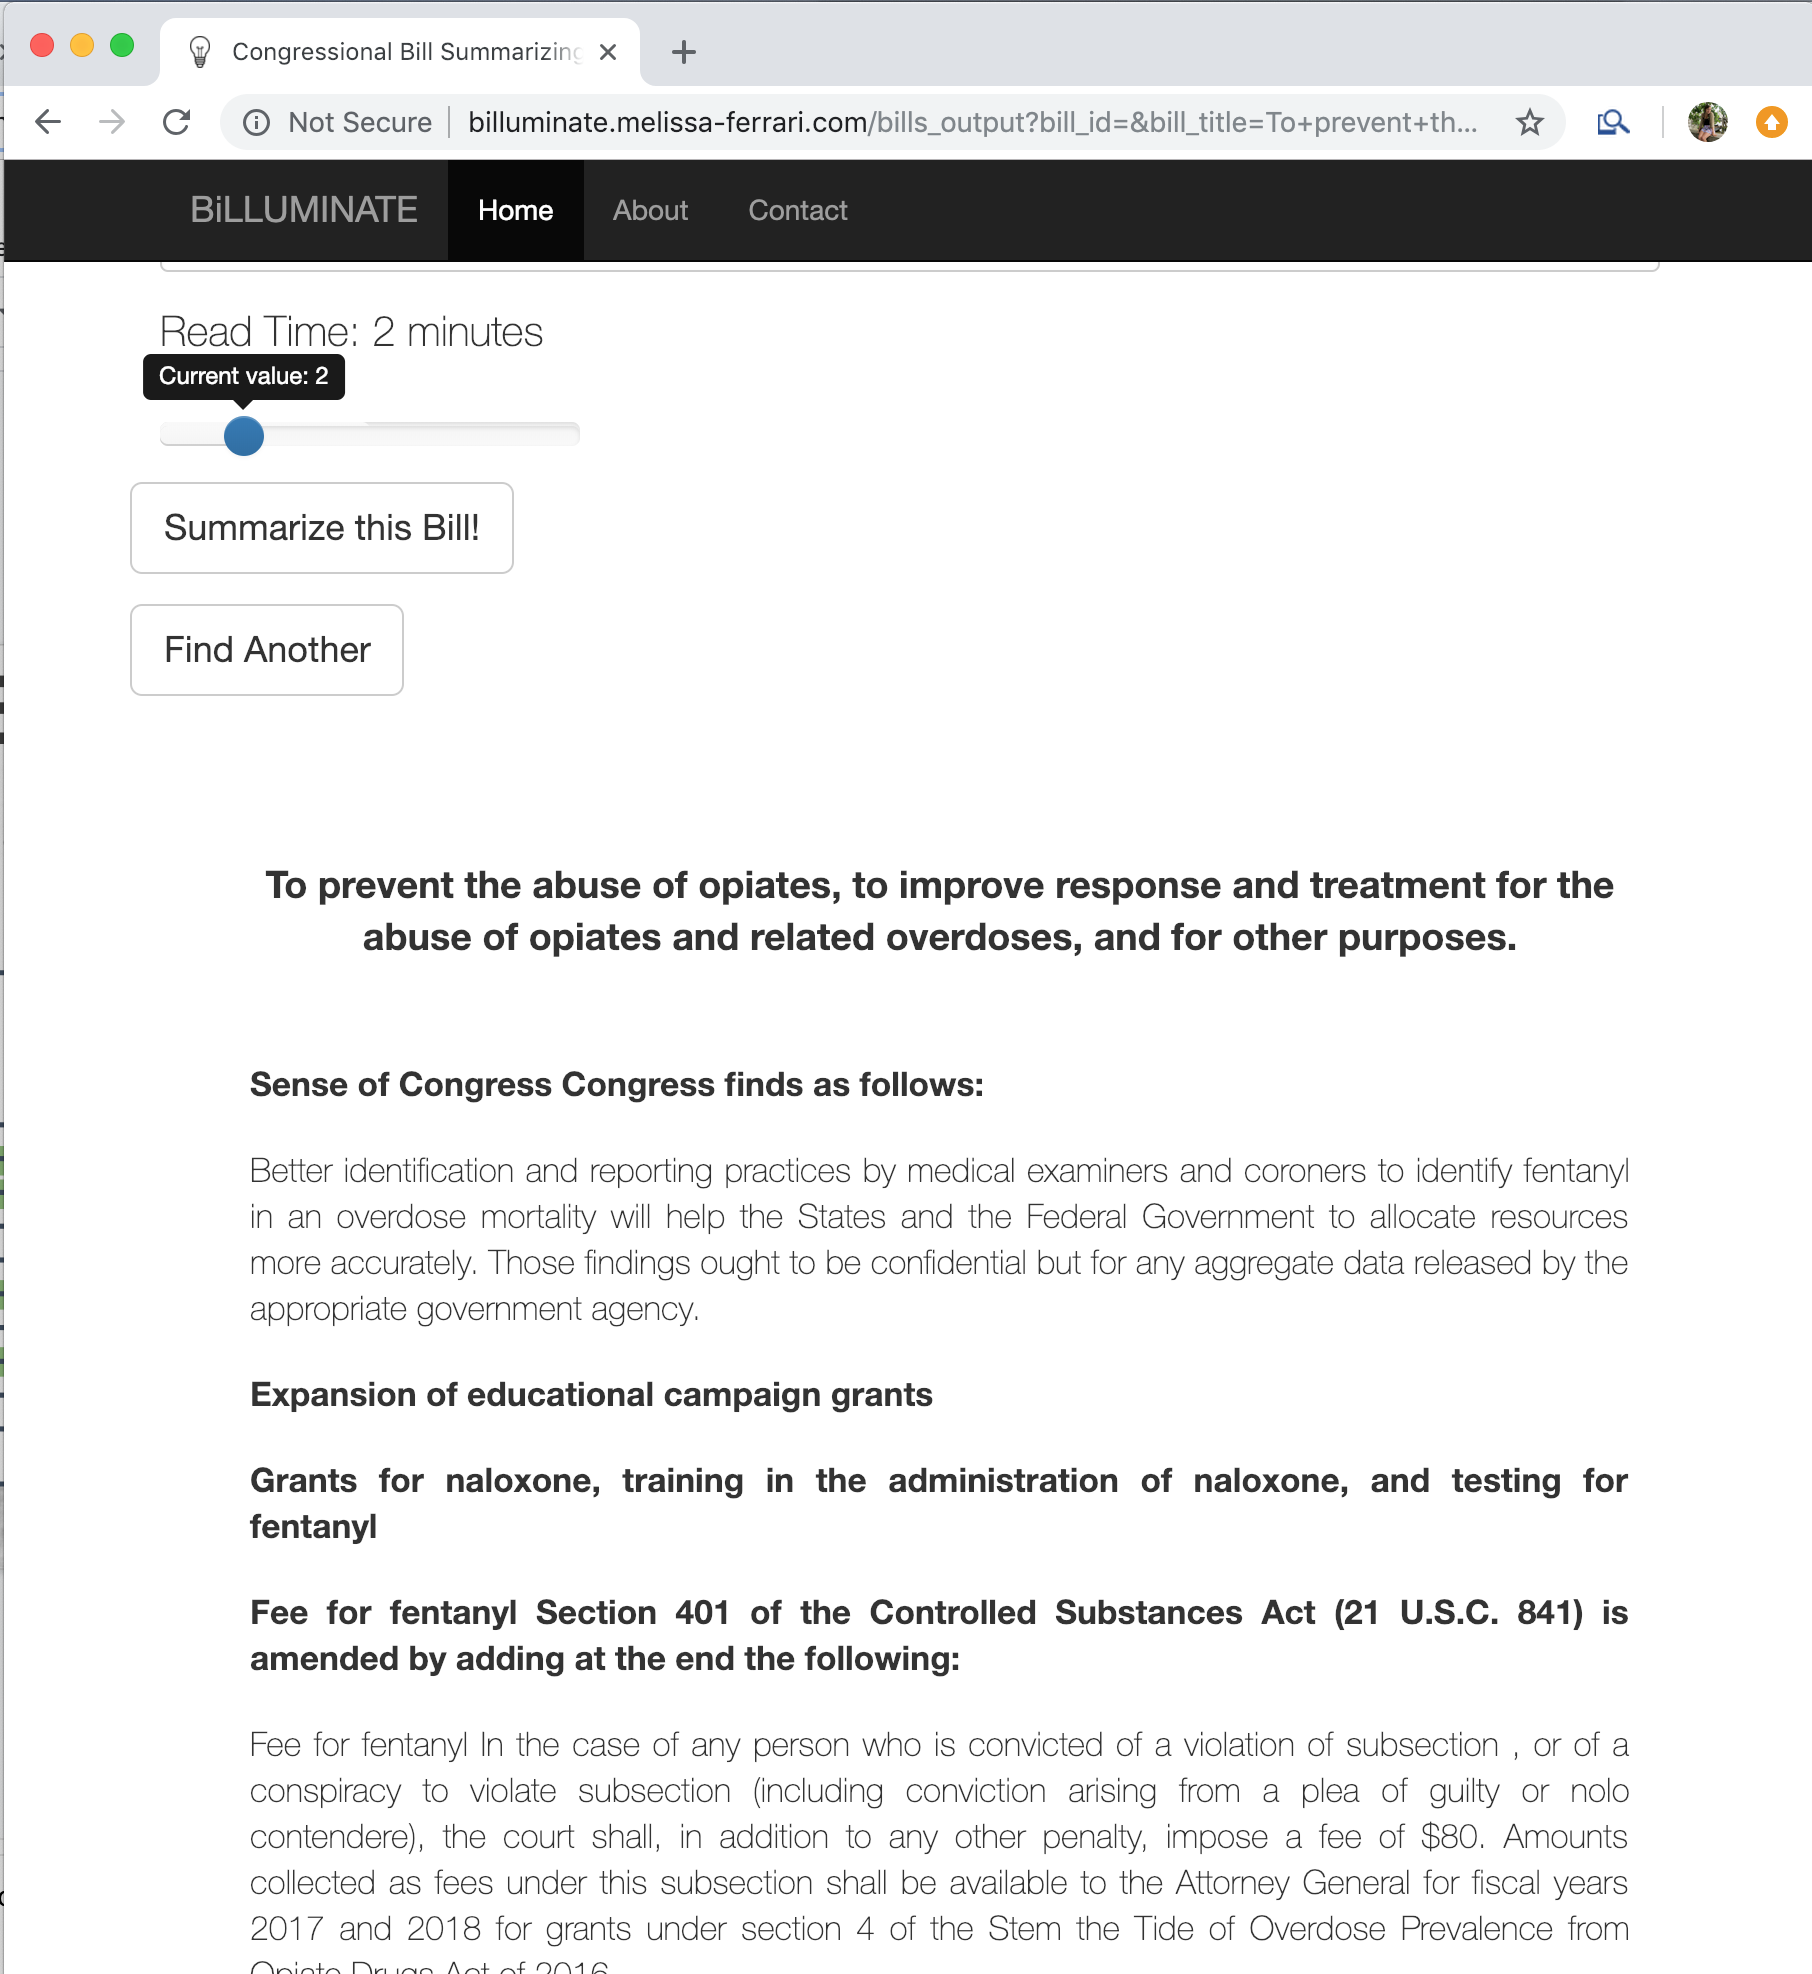 Congressional Bill Summarizing
Not Secure billuminate.melissa-ferrari.com/bills_output?bill_id=&bill_title=To+prevent+th...
BiLLUMINATE Home About Contact
Read Time: 2 minutes
Current value: 2
Summarize this Bill!
Find Another
To prevent the abuse of opiates, to improve response and treatment for the
abuse of opiates and related overdoses, and for other purposes.
Sense of Congress Congress finds as follows:
Better identification and reporting practices by medical examiners and coroners to identify fentanyl
in an overdose mortality will help the States and the Federal Government to allocate resources
more accurately. Those findings ought to be confidential but for any aggregate data released by the
appropriate government agency.
Expansion of educational campaign grants
Grants for naloxone, training in the administration of naloxone, and testing for
fentanyl
Fee for fentanyl Section 401 of the Controlled Substances Act (21 U.S.C. 841) is
amended by adding at the end the following:
Fee for fentanyl In the case of any person who is convicted of a violation of subsection , or of a
conspiracy to violate subsection (including conviction arising from a plea of guilty or nolo
contendere), the court shall, in addition to any other penalty, impose a fee of $80. Amounts
collected as fees under this subsection shall be available to the Attorney General for fiscal years
2017 and 2018 for grants under section 4 of the Stem the Tide of Overdose Prevalence from
Opiate Drugs Act of 2016